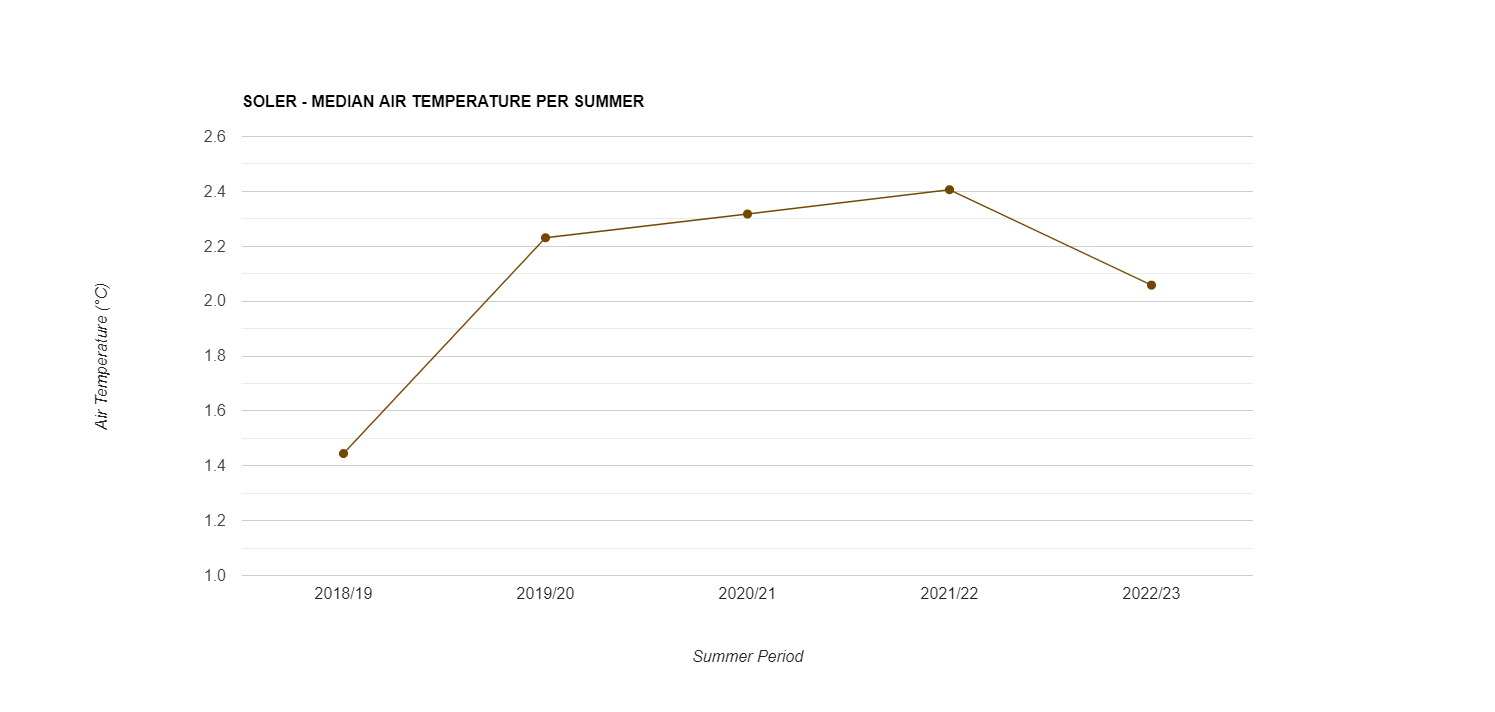 SOLER - MEDIAN AIR TEMPERATURE PER SUMMER
2.6
2.4
2.2
2.0
1.8
1.6
1.4
1.2
1.0
Air Temperature (°C)
2018/19 2019/20 2020/21 2021/22 2022/23
Summer Period